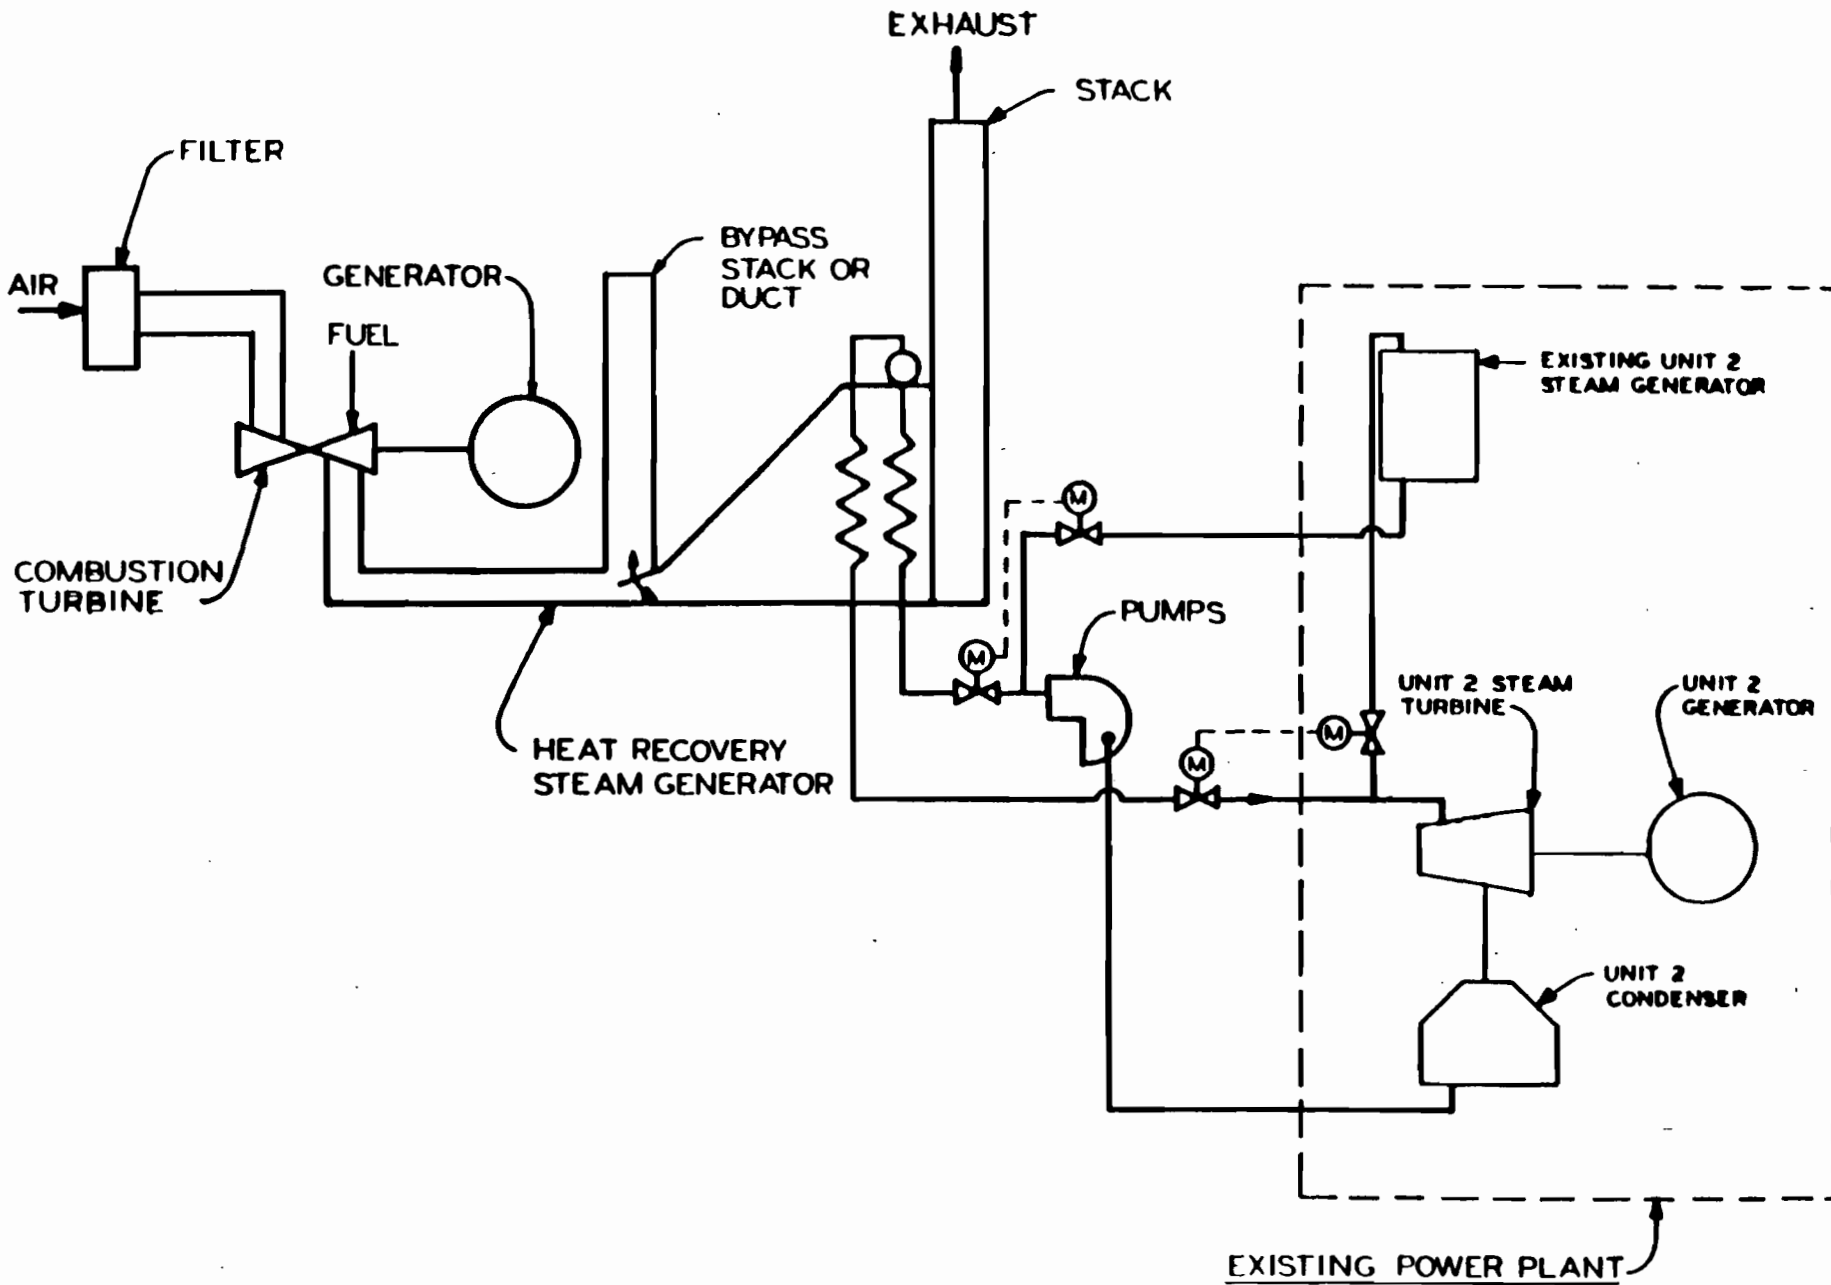 EXHAUST
STACK
FILTER
BYPASS
STACK OR
DUCT
AIR
GENERATOR
FUEL
EXISTING UNIT 2
STEAM GENERATOR
M
COMBUSTION
TURBINE
PUMPS
M
UNIT 2 STEAM
TURBINE
UNIT 2
GENERATOR
M
M
HEAT RECOVERY
STEAM GENERATOR
UNIT 2
CONDENSER
EXISTING POWER PLANT